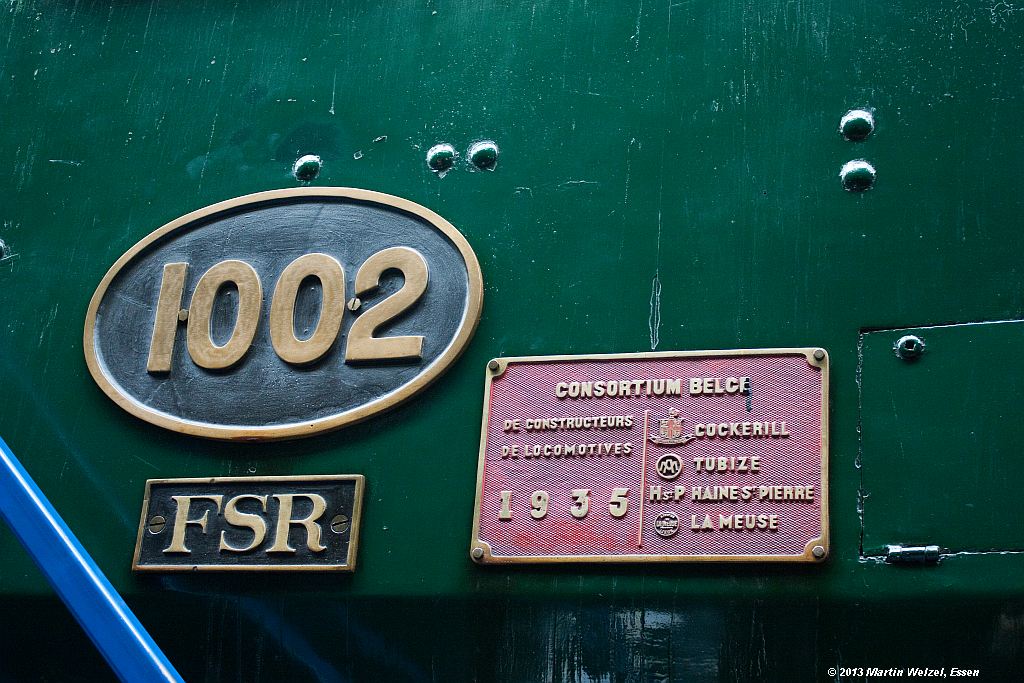 1002
FSR
CONSORTIUM BELGE
DE CONSTRUCTEURS
DE LOCOMOTIVES
1935
COCKERILL
TUBIZE
H&P HAINE ST PIERRE
LA MEUSE
© 2013 Martin Welzel, Essen